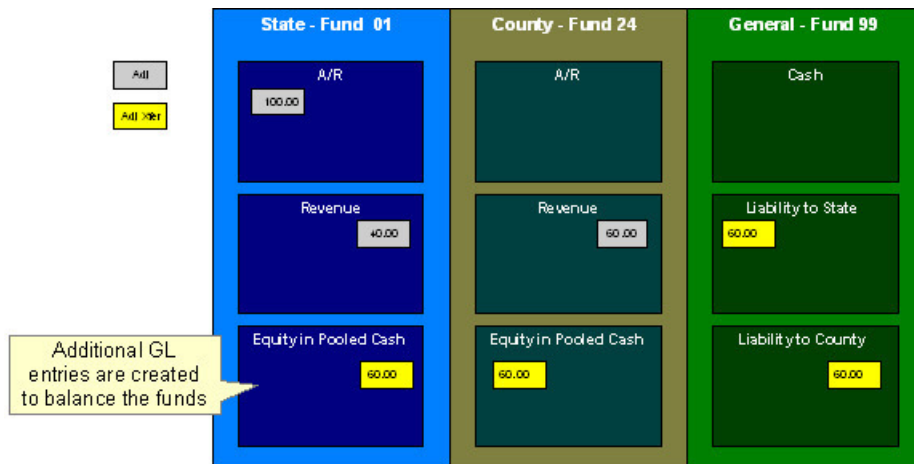 State - Fund 01
County - Fund 24
General - Fund 99
Adj
Adj Xfer
A/R
100.00
A/R
Cash
Revenue
40.00
Revenue
60.00
Liability to State
60.00
Equity in Pooled Cash
60.00
Equity in Pooled Cash
60.00
Liability to County
60.00
Additional GL
entries are created
to balance the funds